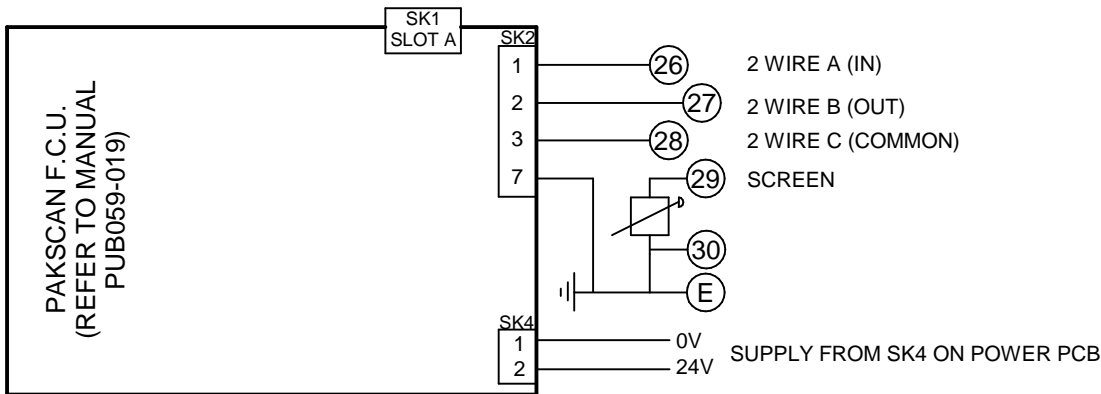 SK1
SLOT A
SK2
1
26
2 WIRE A (IN)
2
27
2 WIRE B (OUT)
3
28
2 WIRE C (COMMON)
7
29
SCREEN
30
E
PAKSCAN F.C.U.
(REFER TO MANUAL
PUB059-019)
SK4
1
0V
2
24V
SUPPLY FROM SK4 ON POWER PCB